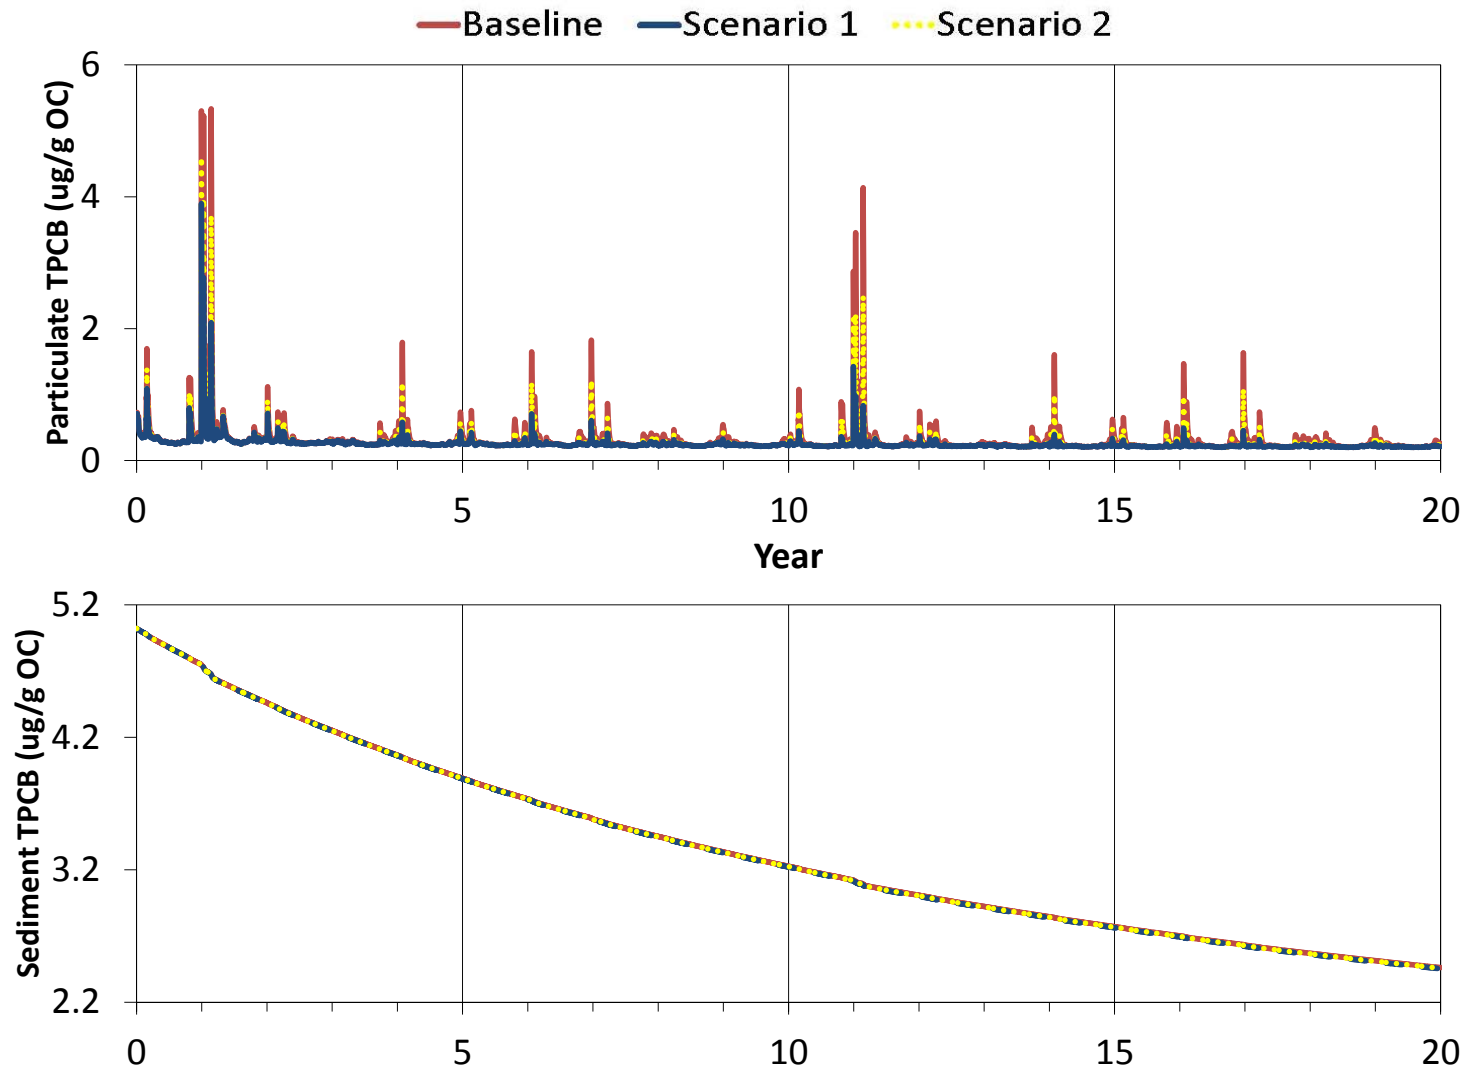 Baseline Scenario 1 Scenario 2
Particulate TPCB (ug/g OC)
6
4
2
0
0 5 10 15 20
Year
Sediment TPCB (ug/g OC)
5.2
4.2
3.2
2.2
0 5 10 15 20